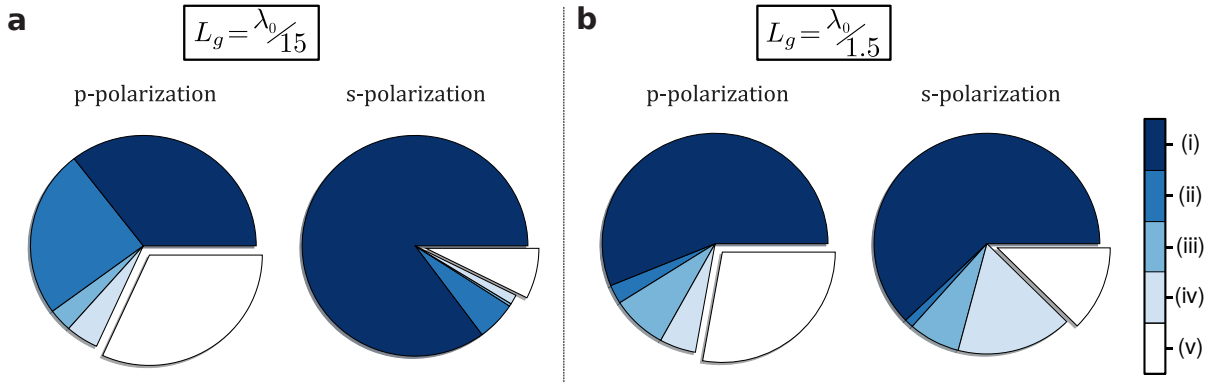 a
L_g = λ_0/15
p-polarization
s-polarization
b
L_g = λ_0/1.5
p-polarization
s-polarization
(i)
(ii)
(iii)
(iv)
(v)